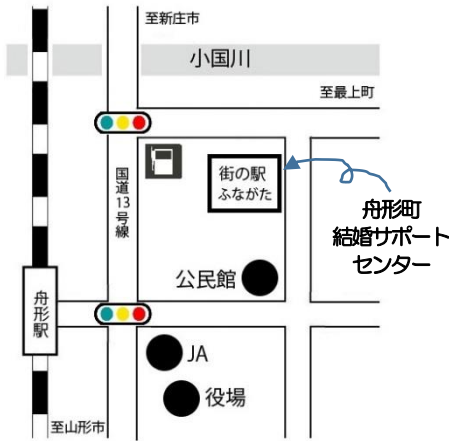 至新庄市
小国川
至最上町
国道13号線
街の駅
ふながた
舟形町
結婚サポート
センター
公民館
舟形駅
JA
役場
至山形市